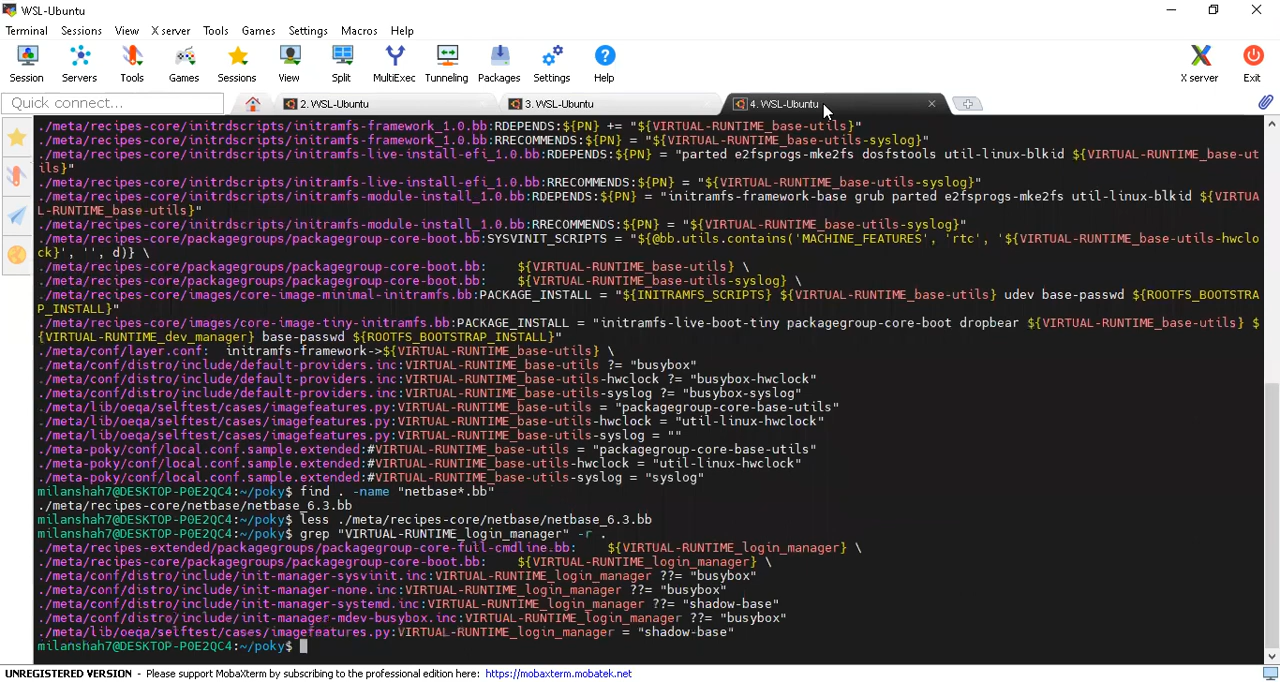 WSL-Ubuntu
Terminal Sessions View X server Tools Games Settings Macros Help
Session Servers Tools Games Sessions View Split MultiExec Tunneling Packages Settings Help X server Exit
Quick connect... 2. WSL-Ubuntu 3. WSL-Ubuntu 4. WSL-Ubuntu
./meta/recipes-core/initrdscripts/initramfs-framework_1.0.bb:RDEPENDS:${PN} += "${VIRTUAL-RUNTIME_base-utils}"
./meta/recipes-core/initrdscripts/initramfs-framework_1.0.bb:RRECOMMENDS:${PN} = "${VIRTUAL-RUNTIME_base-utils-syslog}"
./meta/recipes-core/initrdscripts/initramfs-live-install-efi_1.0.bb:RDEPENDS:${PN} = "parted e2fsprogs-mke2fs dosfstools util-linux-blkid ${VIRTUAL-RUNTIME_base-ut
ils}"
./meta/recipes-core/initrdscripts/initramfs-live-install-efi_1.0.bb:RRECOMMENDS:${PN} = "${VIRTUAL-RUNTIME_base-utils-syslog}"
./meta/recipes-core/initrdscripts/initramfs-module-install_1.0.bb:RDEPENDS:${PN} = "initramfs-framework-base grub parted e2fsprogs-mke2fs util-linux-blkid ${VIRTUA
L-RUNTIME_base-utils}"
./meta/recipes-core/initrdscripts/initramfs-module-install_1.0.bb:RRECOMMENDS:${PN} = "${VIRTUAL-RUNTIME_base-utils-syslog}"
./meta/recipes-core/packagegroups/packagegroup-core-boot.bb:SYSVINIT_SCRIPTS = "${@bb.utils.contains('MACHINE_FEATURES', 'rtc', '${VIRTUAL-RUNTIME_base-utils-hwclo
ck}', '', d)} \
./meta/recipes-core/packagegroups/packagegroup-core-boot.bb:    ${VIRTUAL-RUNTIME_base-utils} \
./meta/recipes-core/packagegroups/packagegroup-core-boot.bb:    ${VIRTUAL-RUNTIME_base-utils-syslog} \
./meta/recipes-core/images/core-image-minimal-initramfs.bb:PACKAGE_INSTALL = "${INITRAMFS_SCRIPTS} ${VIRTUAL-RUNTIME_base-utils} udev base-passwd ${ROOTFS_BOOTSTRA
P_INSTALL}"
./meta/recipes-core/images/core-image-tiny-initramfs.bb:PACKAGE_INSTALL = "initramfs-live-boot-tiny packagegroup-core-boot dropbear ${VIRTUAL-RUNTIME_base-utils} $
{VIRTUAL-RUNTIME_dev_manager} base-passwd ${ROOTFS_BOOTSTRAP_INSTALL}"
./meta/conf/layer.conf:  initramfs-framework->${VIRTUAL-RUNTIME_base-utils} \
./meta/conf/distro/include/default-providers.inc:VIRTUAL-RUNTIME_base-utils ?= "busybox"
./meta/conf/distro/include/default-providers.inc:VIRTUAL-RUNTIME_base-utils-hwclock ?= "busybox-hwclock"
./meta/conf/distro/include/default-providers.inc:VIRTUAL-RUNTIME_base-utils-syslog ?= "busybox-syslog"
./meta/lib/oeqa/selftest/cases/imagefeatures.py:VIRTUAL-RUNTIME_base-utils = "packagegroup-core-base-utils"
./meta/lib/oeqa/selftest/cases/imagefeatures.py:VIRTUAL-RUNTIME_base-utils-hwclock = "util-linux-hwclock"
./meta/lib/oeqa/selftest/cases/imagefeatures.py:VIRTUAL-RUNTIME_base-utils-syslog = ""
./meta-poky/conf/local.conf.sample.extended:#VIRTUAL-RUNTIME_base-utils = "packagegroup-core-base-utils"
./meta-poky/conf/local.conf.sample.extended:#VIRTUAL-RUNTIME_base-utils-hwclock = "util-linux-hwclock"
./meta-poky/conf/local.conf.sample.extended:#VIRTUAL-RUNTIME_base-utils-syslog = "syslog"
milanshah7@DESKTOP-P0E2QC4:~/poky$ find . -name "netbase*.bb"
./meta/recipes-core/netbase/netbase_6.3.bb
milanshah7@DESKTOP-P0E2QC4:~/poky$ less ./meta/recipes-core/netbase/netbase_6.3.bb
milanshah7@DESKTOP-P0E2QC4:~/poky$ grep "VIRTUAL-RUNTIME_login_manager" -r .
./meta/recipes-extended/packagegroups/packagegroup-core-full-cmdline.bb:    ${VIRTUAL-RUNTIME_login_manager} \
./meta/recipes-core/packagegroups/packagegroup-core-boot.bb:    ${VIRTUAL-RUNTIME_login_manager} \
./meta/conf/distro/include/init-manager-sysvinit.inc:VIRTUAL-RUNTIME_login_manager ??= "busybox"
./meta/conf/distro/include/init-manager-none.inc:VIRTUAL-RUNTIME_login_manager ??= "busybox"
./meta/conf/distro/include/init-manager-systemd.inc:VIRTUAL-RUNTIME_login_manager ??= "shadow-base"
./meta/conf/distro/include/init-manager-mdev-busybox.inc:VIRTUAL-RUNTIME_login_manager ??= "busybox"
./meta/lib/oeqa/selftest/cases/imagefeatures.py:VIRTUAL-RUNTIME_login_manager = "shadow-base"
milanshah7@DESKTOP-P0E2QC4:~/poky$
UNREGISTERED VERSION - Please support MobaXterm by subscribing to the professional edition here: https://mobaxterm.mobatek.net